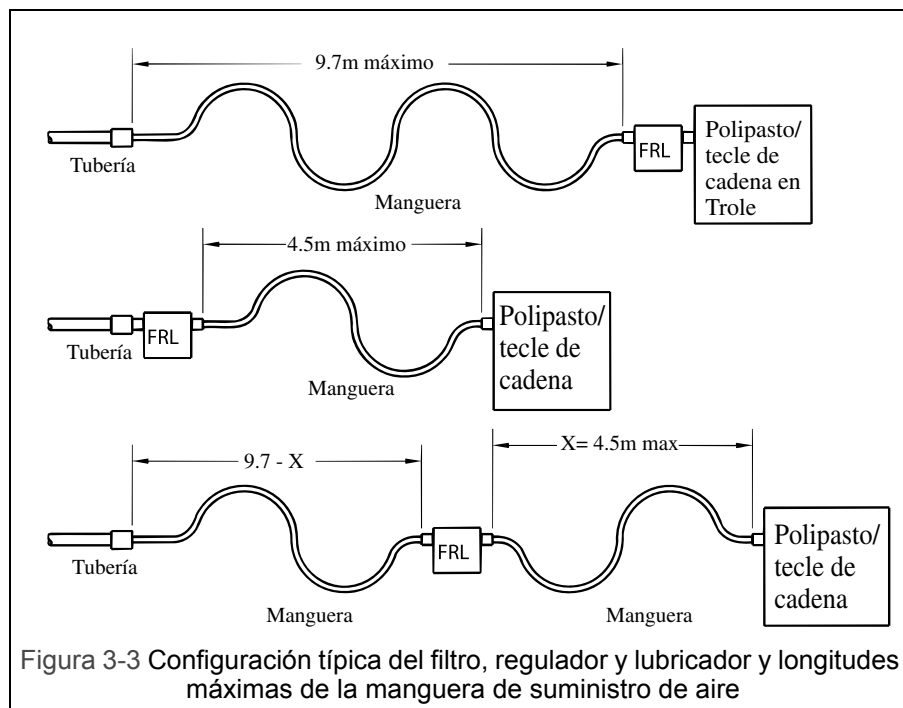 9.7m máximo
Tubería
Manguera
FRL
Polipasto/
tecle de
cadena en
Trole
4.5m máximo
Tubería
FRL
Manguera
Polipasto/
tecle de
cadena
9.7 - X
X= 4.5m max
Tubería
Manguera
FRL
Manguera
Polipasto/
tecle de
cadena
Figura 3-3 Configuración típica del filtro, regulador y lubricador y longitudes
máximas de la manguera de suministro de aire